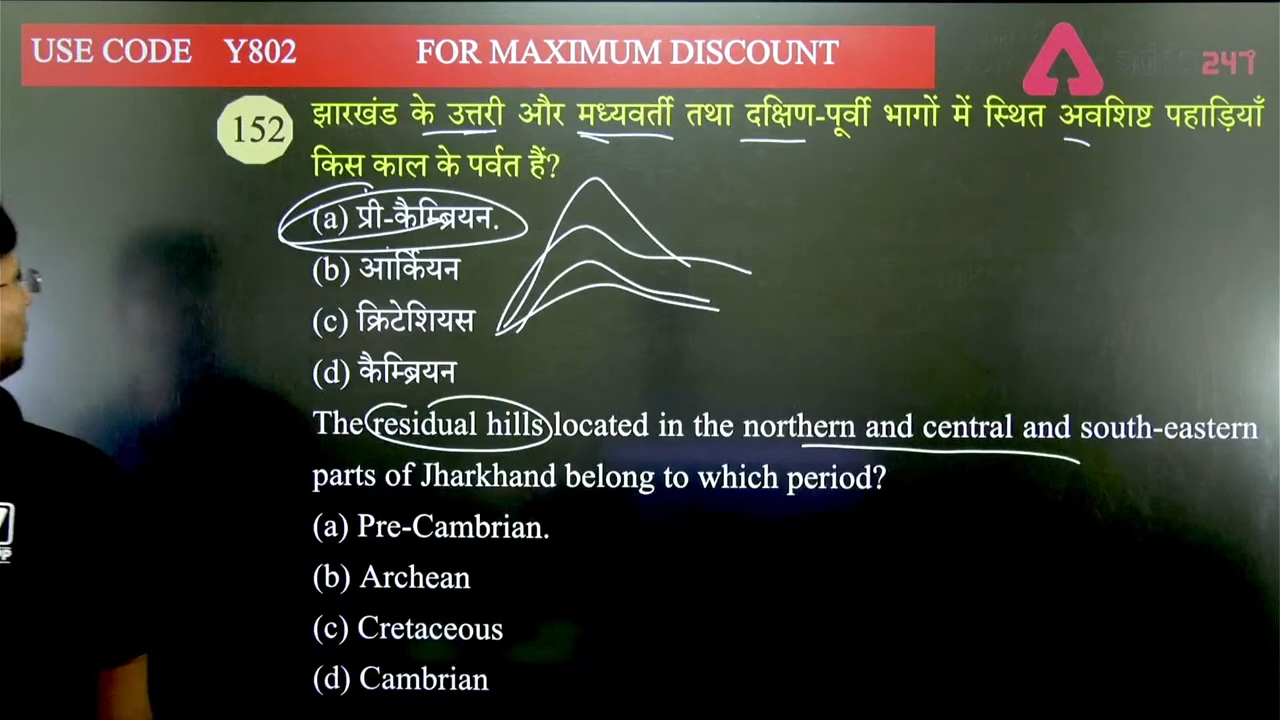 USE CODE Y802 FOR MAXIMUM DISCOUNT
247
152
झारखंड के उत्तरी और मध्यवर्ती तथा दक्षिण-पूर्वी भागों में स्थित अवशिष्ट पहाड़ियाँ
किस काल के पर्वत हैं?
(a) प्री-कैम्ब्रियन.
(b) आर्कियन
(c) क्रिटेशियस
(d) कैम्ब्रियन
The residual hills located in the northern and central and south-eastern
parts of Jharkhand belong to which period?
(a) Pre-Cambrian.
(b) Archean
(c) Cretaceous
(d) Cambrian